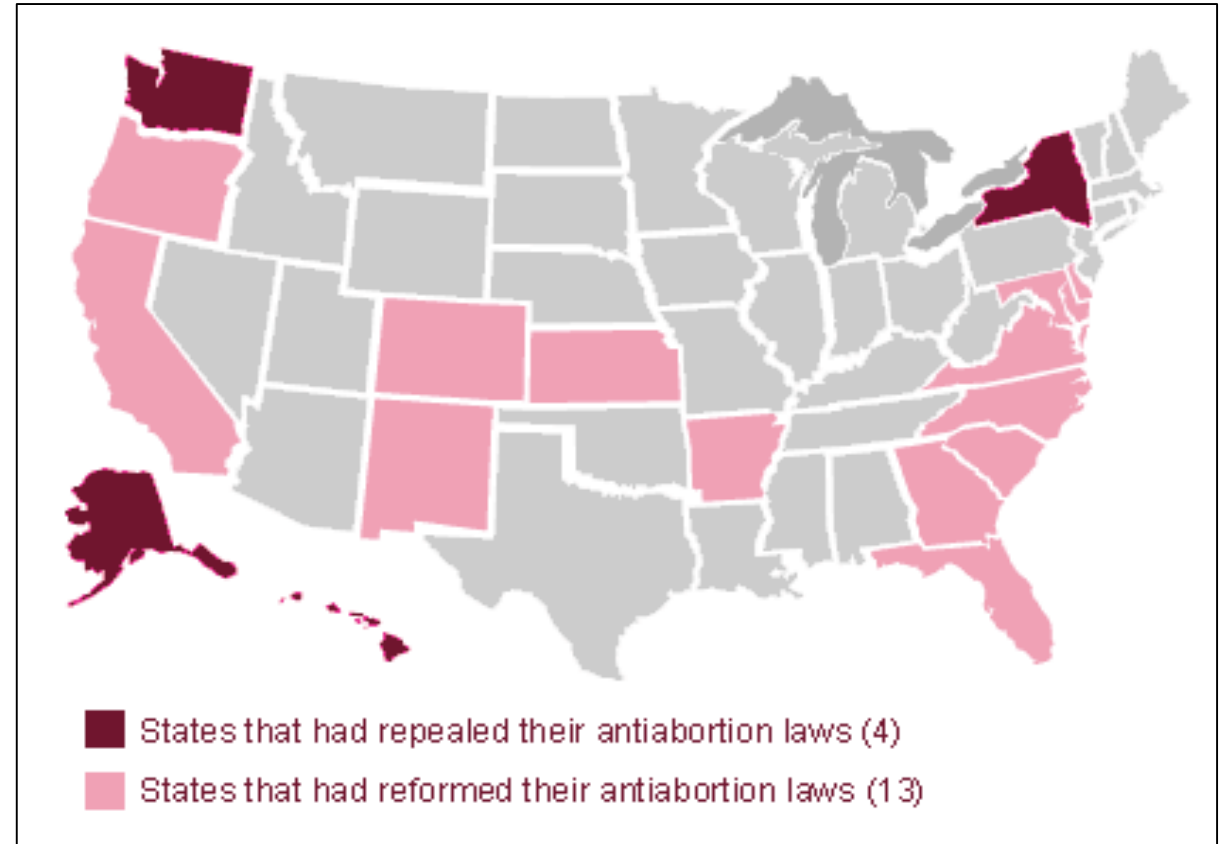 States that had repealed their antiabortion laws (4)
States that had reformed their antiabortion laws (13)